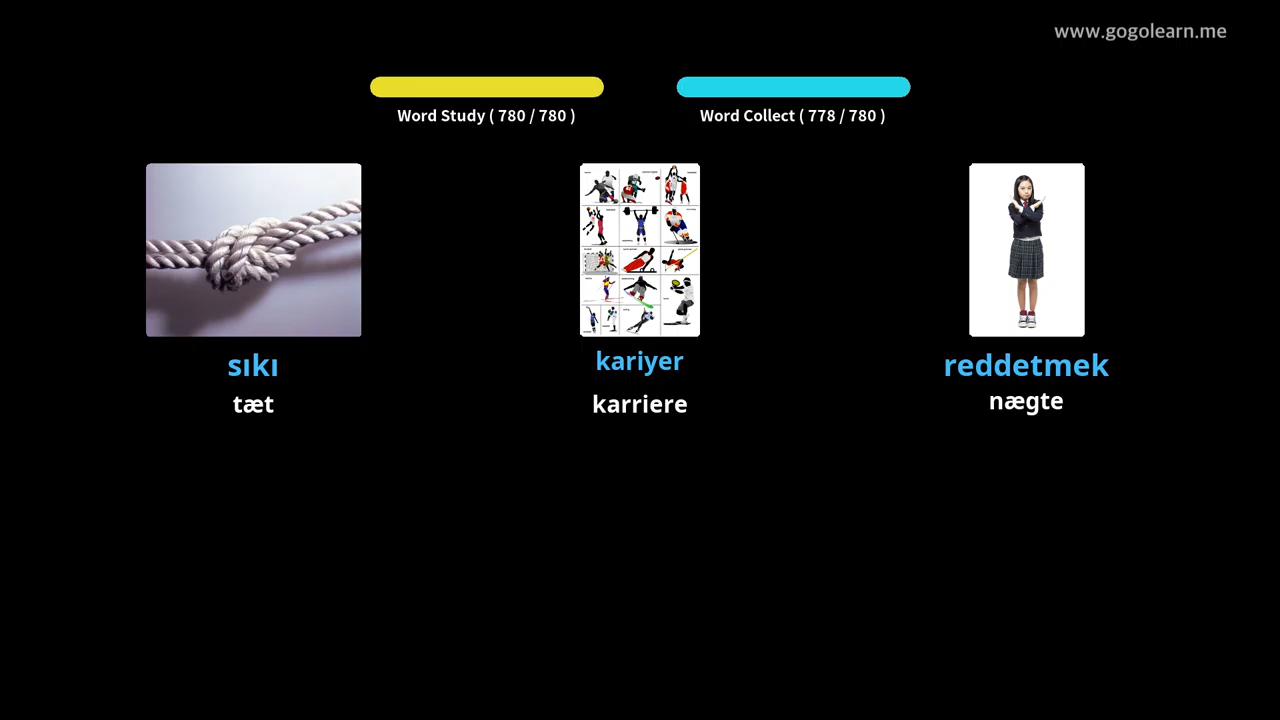 www.gogolearn.me
Word Study ( 780 / 780 )
Word Collect ( 778 / 780 )
sıkı
kariyer
reddetmek
tæt
karriere
nægte